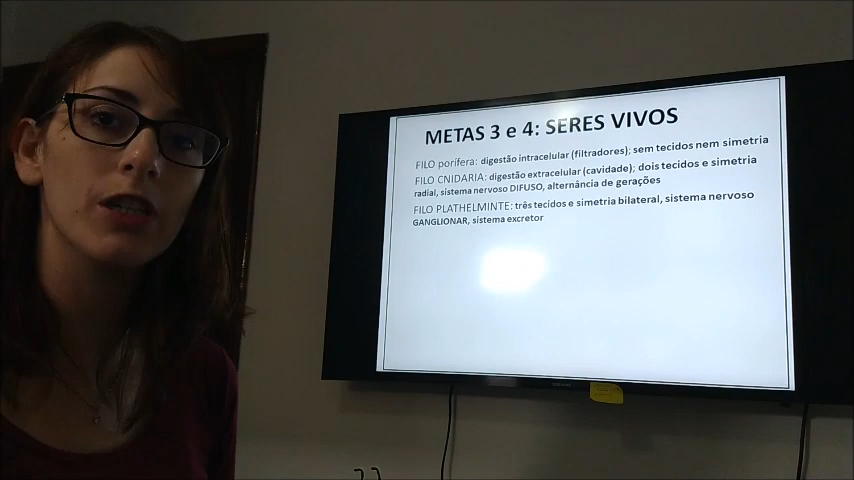 METAS 3 e 4: SERES VIVOS
FILO porífera: digestão intracelular (filtradores); sem tecidos nem simetria
FILO CNIDARIA: digestão extracelular (cavidade); dois tecidos e simetria
radial, sistema nervoso DIFUSO, alternância de gerações
FILO PLATHELMINTE: três tecidos e simetria bilateral, sistema nervoso
GANGLIONAR, sistema excretor